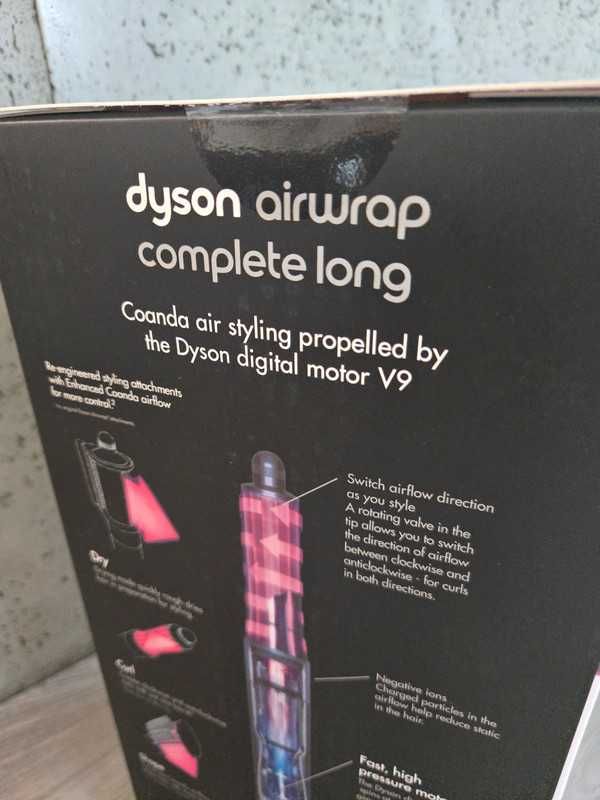 dyson airwrap
complete long
Coanda air styling propelled by
the Dyson digital motor V9
Re-engineered styling attachments
with Enhanced Coanda airflow
for more control.²
Switch airflow direction
as you style
A rotating valve in the
tip allows you to switch
the direction of airflow
between clockwise and
anticlockwise - for curls
in both directions.
Dry
Curl
Negative ions
Charged particles in the
airflow help reduce static
in the hair.
Fast, high
pressure
The Dyson